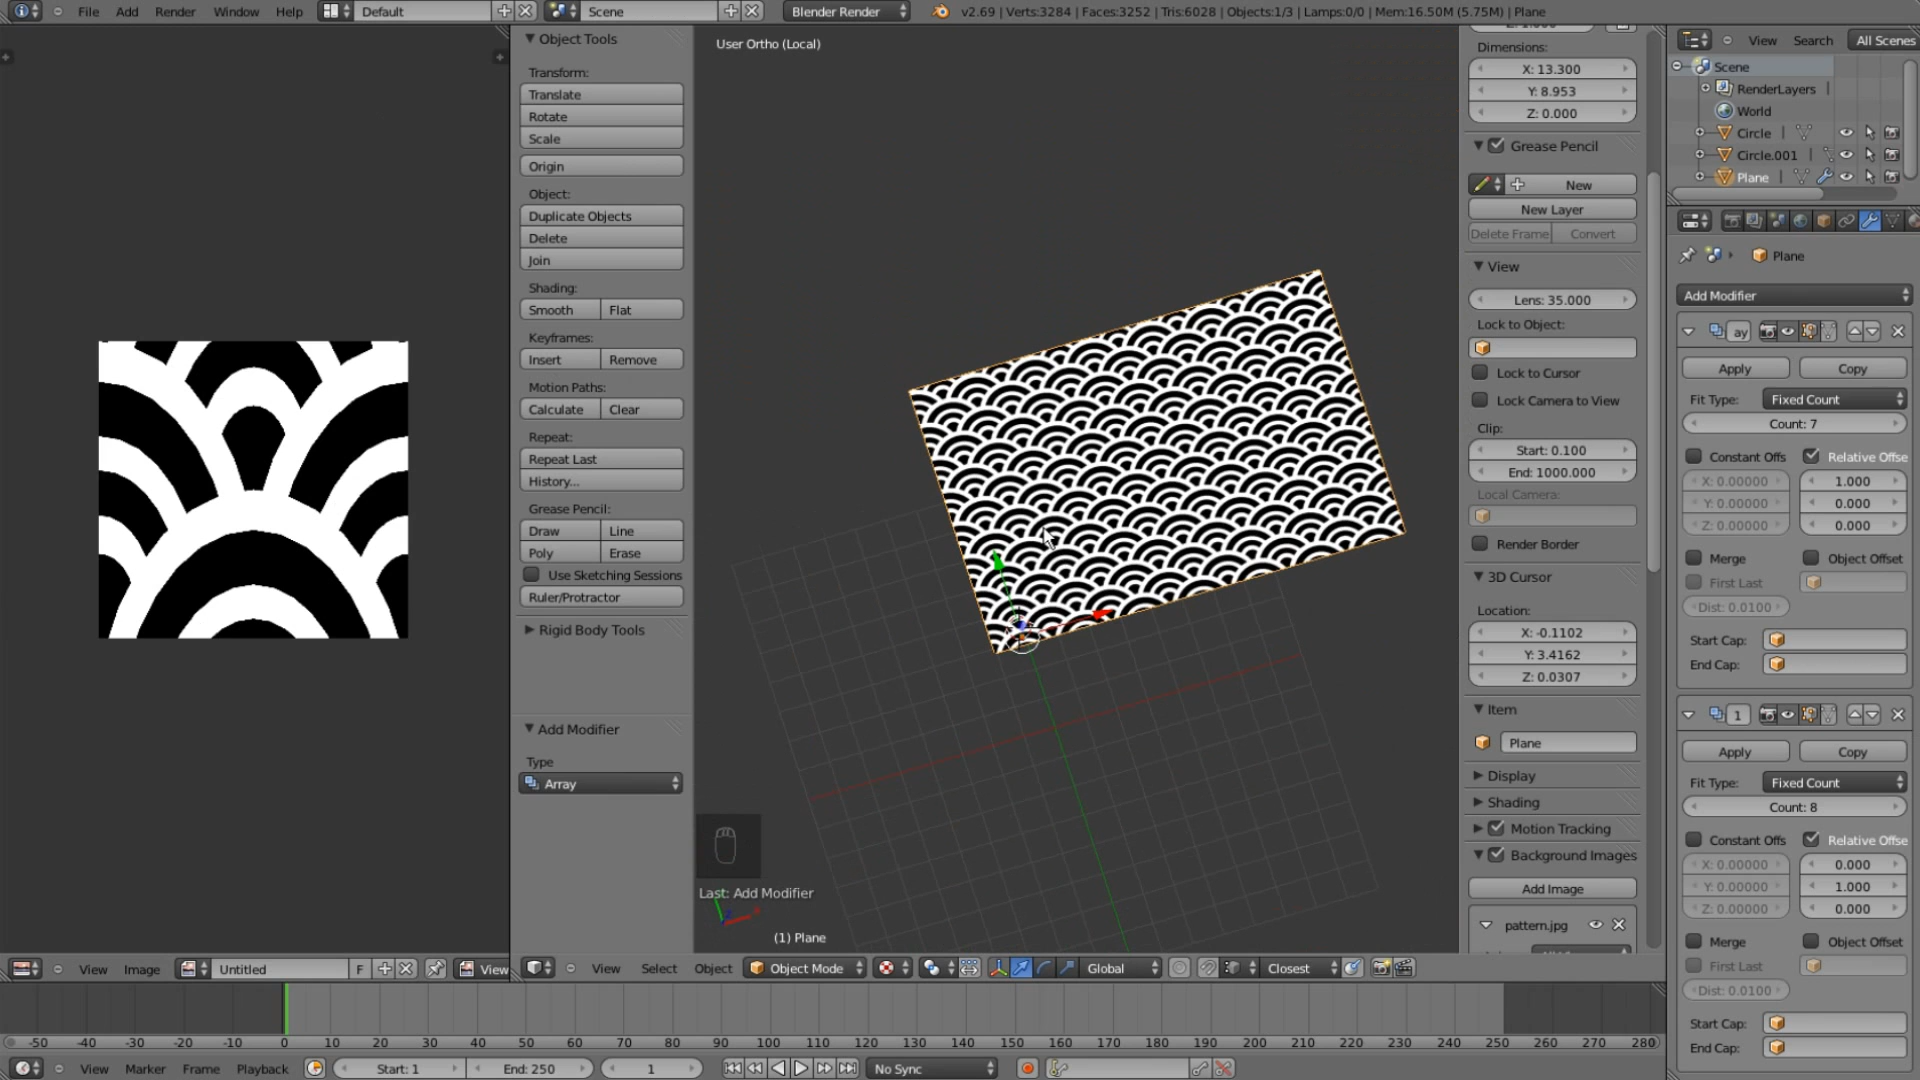 File Add Render Window Help Default Scene Blender Render v2.69 | Verts:3284 | Faces:3252 | Tris:6028 | Objects:1/3 | Lamps:0/0 | Mem:16.50M (5.75M) | Plane
Object Tools
Transform:
Translate
Rotate
Scale
Origin
Object:
Duplicate Objects
Delete
Join
Shading:
Smooth Flat
Keyframes:
Insert Remove
Motion Paths:
Calculate Clear
Repeat:
Repeat Last
History...
Grease Pencil:
Draw Line
Poly Erase
Use Sketching Sessions
Ruler/Protractor
Rigid Body Tools
Add Modifier
Type
Array
User Ortho (Local)
Last: Add Modifier
(1) Plane
Dimensions:
X: 13.300
Y: 8.953
Z: 0.000
Grease Pencil
New
New Layer
Delete Frame Convert
View
Lens: 35.000
Lock to Object:
Lock to Cursor
Lock Camera to View
Clip:
Start: 0.100
End: 1000.000
Local Camera:
Render Border
3D Cursor
Location:
X: -0.1102
Y: 3.4162
Z: 0.0307
Item
Plane
Display
Shading
Motion Tracking
Background Images
Add Image
pattern.jpg
View Search All Scenes
Scene
RenderLayers
World
Circle
Circle.001
Plane
Plane
Add Modifier
ay
Apply Copy
Fit Type: Fixed Count
Count: 7
Constant Offs Relative Offse
X: 0.00000 1.000
Y: 0.00000 0.000
Z: 0.00000 0.000
Merge Object Offset
First Last
Dist: 0.0100
Start Cap:
End Cap:
1
Apply Copy
Fit Type: Fixed Count
Count: 8
Constant Offs Relative Offse
X: 0.00000 0.000
Y: 0.00000 1.000
Z: 0.00000 0.000
Merge Object Offset
First Last
Dist: 0.0100
Start Cap:
End Cap:
View Image Untitled F View
View Select Object Object Mode Global Closest
-50 -40 -30 -20 -10 0 10 20 30 40 50 60 70 80 90 100 110 120 130 140 150 160 170 180 190 200 210 220 230 240 250 260 270 280
View Marker Frame Playback Start: 1 End: 250 1 No Sync